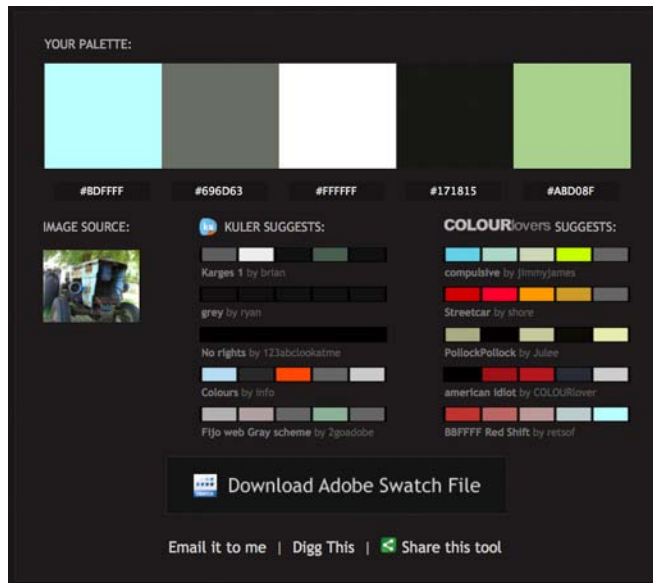 YOUR PALETTE:
#BDFFFF #696D63 #FFFFFF #171815 #ABD08F
IMAGE SOURCE:
ku KULER SUGGESTS:
Karges 1 by brian
grey by ryan
No rights by 123abclookatme
Colours by info
Fijo web Gray scheme by 2goadobe
COLOURlovers SUGGESTS:
compulsive by jimmyjames
Streetcar by shore
PollockPollock by Julee
american idiot by COLOURlover
BBFFFF Red Shift by retsof
Download Adobe Swatch File
Email it to me | Digg This | Share this tool